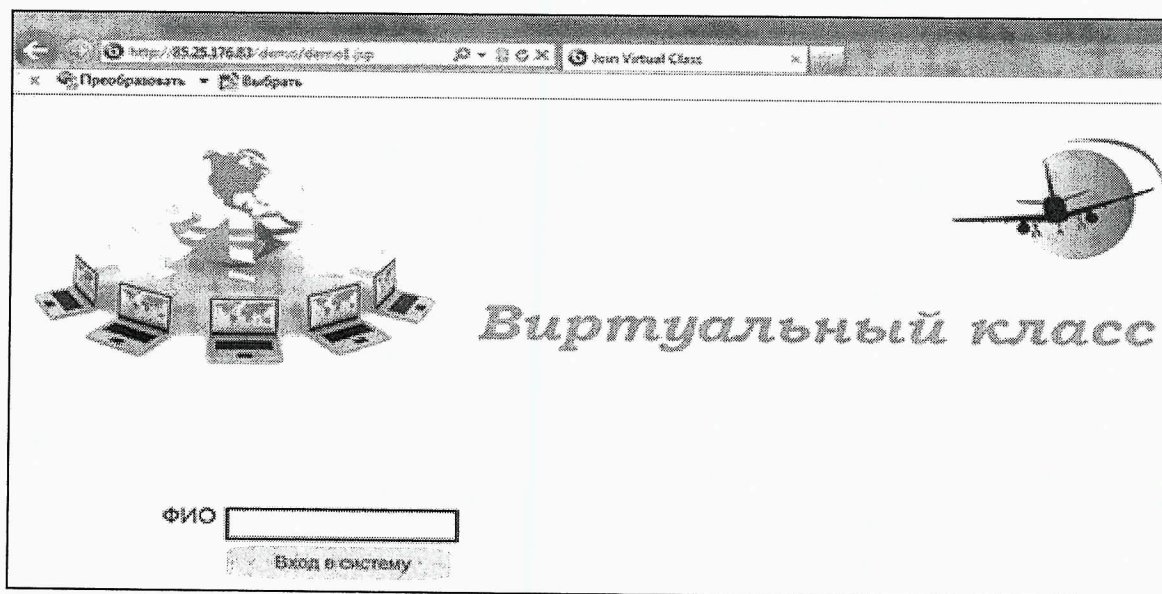 http://85.25.176.83/demo/demo1.jsp
Join Virtual Class
x Преобразовать Выбрать
Виртуальный класс
ФИО
Вход в систему